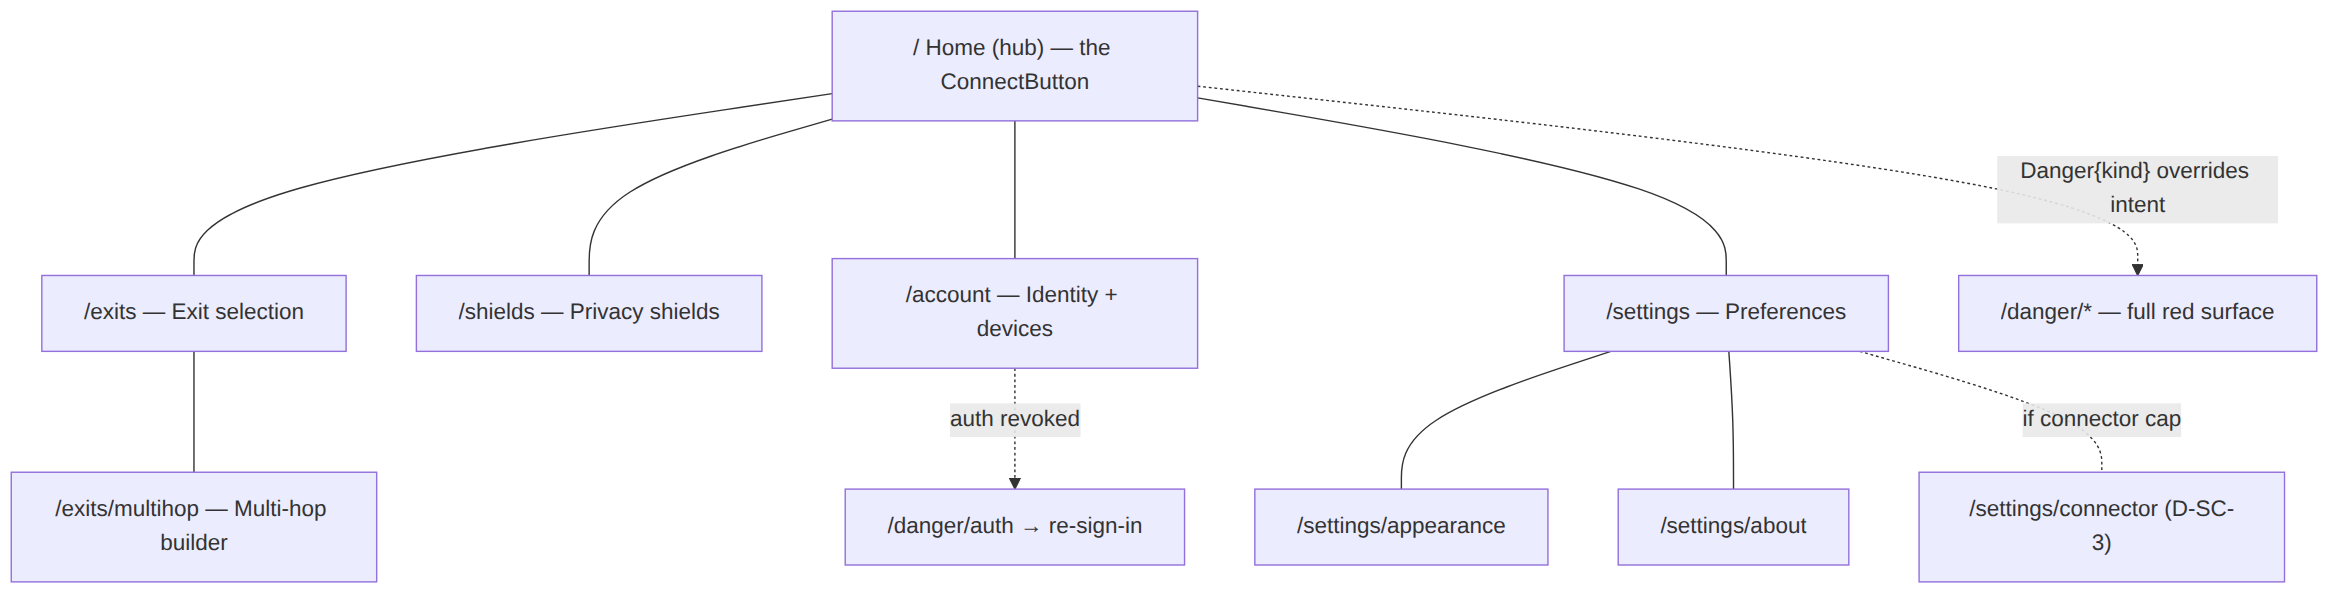 / Home (hub) — the
ConnectButton
Danger{kind} overrides
intent
/exits — Exit selection
/shields — Privacy shields
/account — Identity +
devices
/settings — Preferences
/danger/* — full red surface
auth revoked
if connector cap
/exits/multihop — Multi-hop
builder
/danger/auth → re-sign-in
/settings/appearance
/settings/about
/settings/connector (D-SC-
3)